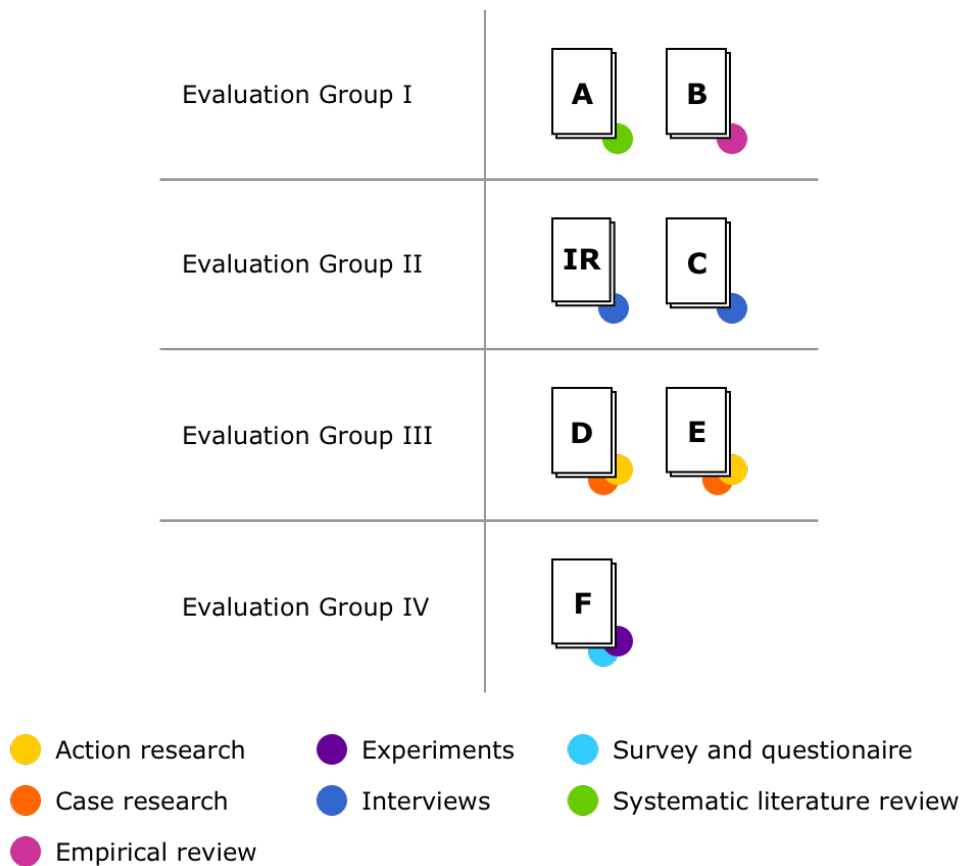 Evaluation Group I
A
B
Evaluation Group II
IR
C
Evaluation Group III
D
E
Evaluation Group IV
F
Action research
Experiments
Survey and questionaire
Case research
Interviews
Systematic literature review
Empirical review